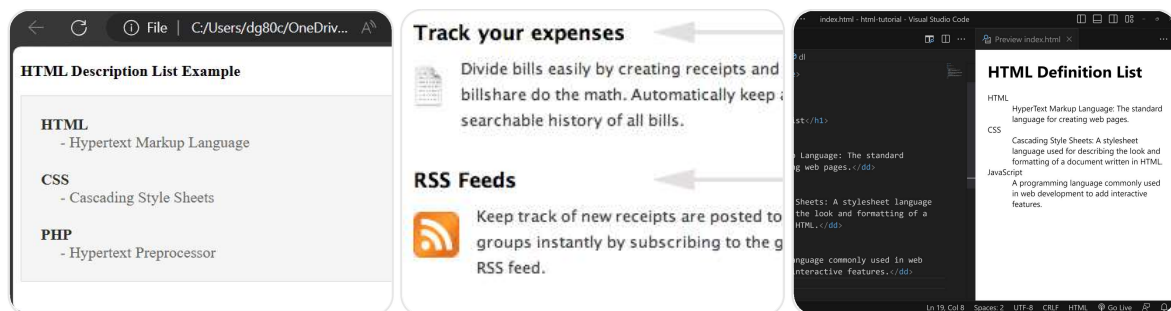 File | C:/Users/dg80c/OneDriv...
HTML Description List Example
HTML
- Hypertext Markup Language
CSS
- Cascading Style Sheets
PHP
- Hypertext Preprocessor
Track your expenses
Divide bills easily by creating receipts and
billshare do the math. Automatically keep
searchable history of all bills.
RSS Feeds
Keep track of new receipts are posted to
groups instantly by subscribing to the g
RSS feed.
index.html - html-tutorial - Visual Studio Code
dl
>
ist</h1>
Language: The standard
g web pages.</dd>
Sheets: A stylesheet language
the look and formatting of a
HTML.</dd>
anguage commonly used in web
interactive features.</dd>
Preview index.html
HTML Definition List
HTML
HyperText Markup Language: The standard
language for creating web pages.
CSS
Cascading Style Sheets: A stylesheet
language used for describing the look and
formatting of a document written in HTML.
JavaScript
A programming language commonly used
in web development to add interactive
features.
Ln 19, Col 8 Spaces: 2 UTF-8 CRLF HTML Go Live